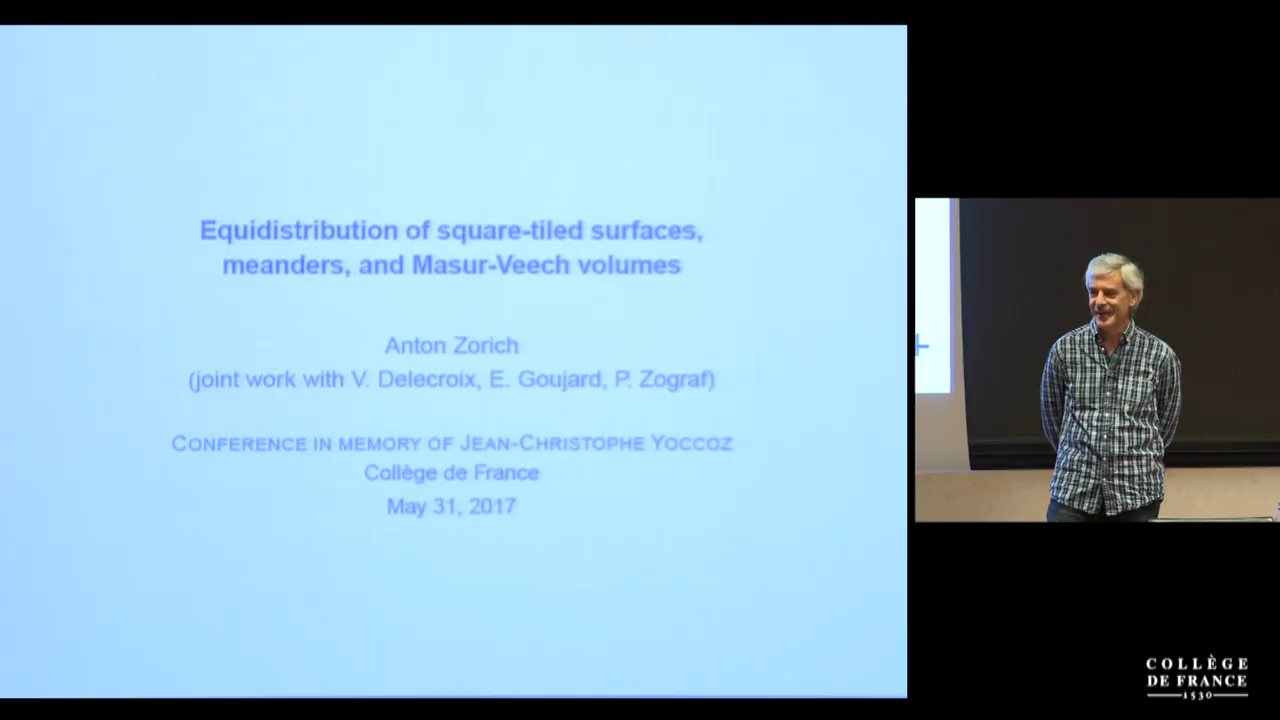 Equidistribution of square-tiled surfaces,
meanders, and Masur-Veech volumes
Anton Zorich
(joint work with V. Delecroix, E. Goujard, P. Zograf)
CONFERENCE IN MEMORY OF JEAN-CHRISTOPHE YOCCOZ
Collège de France
May 31, 2017
COLLÈGE
DE FRANCE
1530